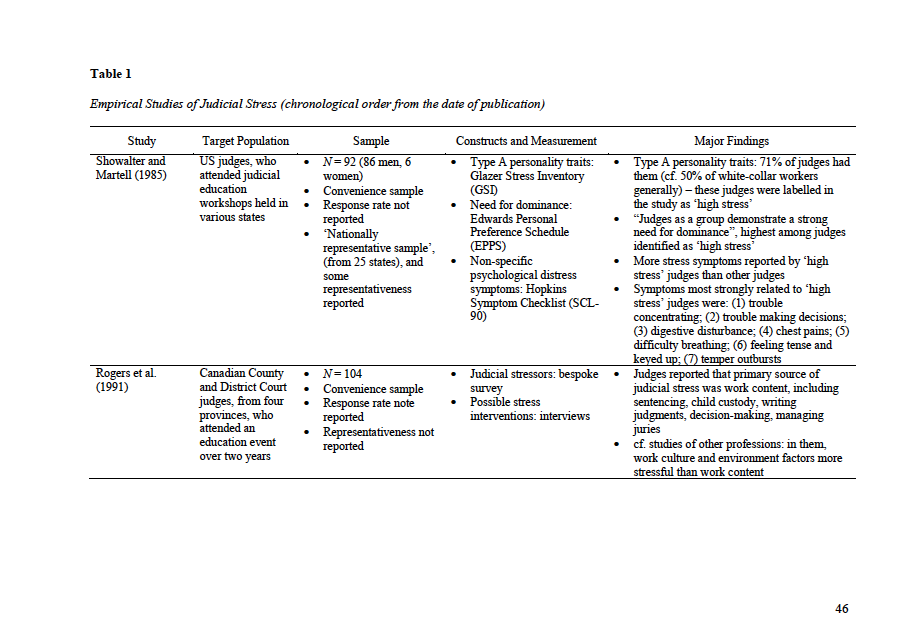 Table 1
Empirical Studies of Judicial Stress (chronological order from the date of publication)
Study
Target Population
Sample
Constructs and Measurement
Major Findings
Showalter and
Martell (1985)
US judges, who
attended judicial
education
workshops held in
various states
• N = 92 (86 men, 6
women)
• Convenience sample
• Response rate not
reported
• ‘Nationally
representative sample’,
(from 25 states), and
some
representativeness
reported
• Type A personality traits:
Glazer Stress Inventory
(GSI)
• Need for dominance:
Edwards Personal
Preference Schedule
(EPPS)
• Non-specific
psychological distress
symptoms: Hopkins
Symptom Checklist (SCL-
90)
• Type A personality traits: 71% of judges had
them (cf. 50% of white-collar workers
generally) – these judges were labelled in
the study as ‘high stress’
• “Judges as a group demonstrate a strong
need for dominance”, highest among judges
identified as ‘high stress’
• More stress symptoms reported by ‘high
stress’ judges than other judges
• Symptoms most strongly related to ‘high
stress’ judges were: (1) trouble
concentrating; (2) trouble making decisions;
(3) digestive disturbance; (4) chest pains; (5)
difficulty breathing; (6) feeling tense and
keyed up; (7) temper outbursts
Rogers et al.
(1991)
Canadian County
and District Court
judges, from four
provinces, who
attended an
education event
over two years
• N = 104
• Convenience sample
• Response rate note
reported
• Representativeness not
reported
• Judicial stressors: bespoke
survey
• Possible stress
interventions: interviews
• Judges reported that primary source of
judicial stress was work content, including
sentencing, child custody, writing
judgments, decision-making, managing
juries
• cf. studies of other professions: in them,
work culture and environment factors more
stressful than work content
46